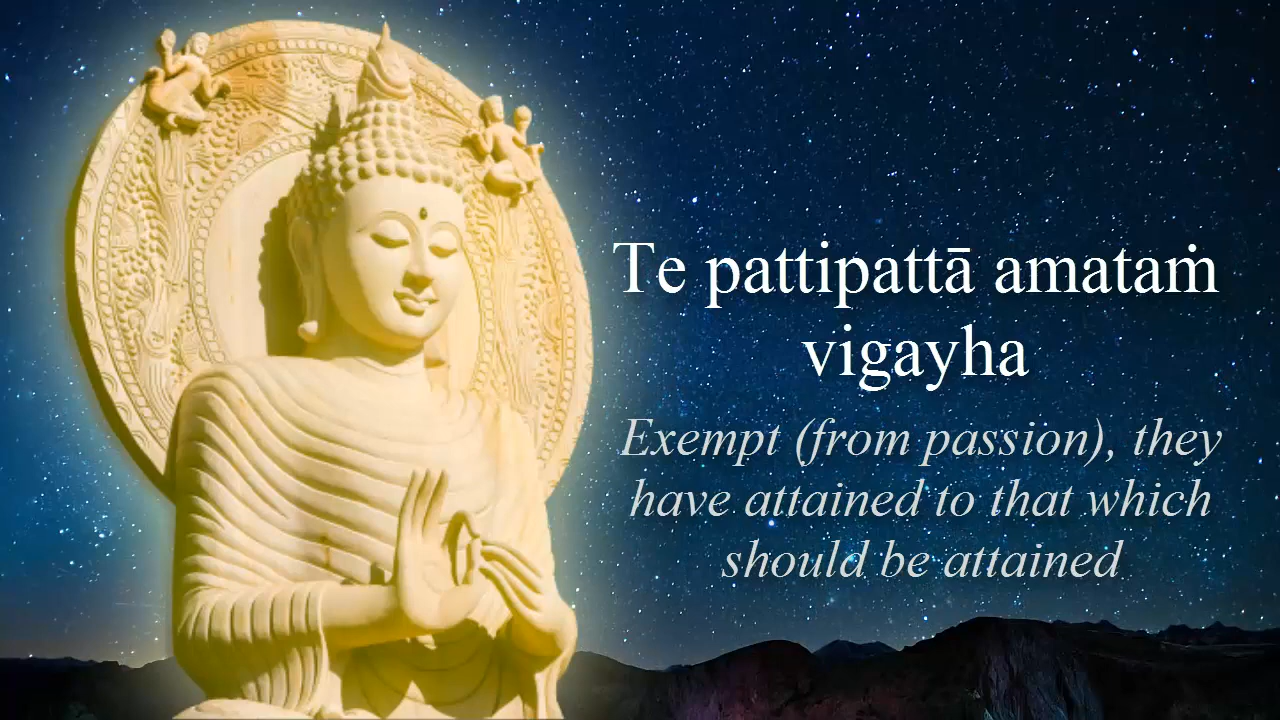 Te pattipattā amataṁ
vigayha
Exempt (from passion), they
have attained to that which
should be attained